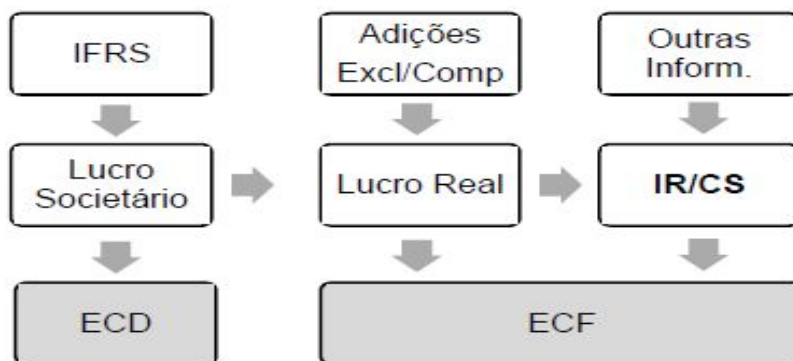 IFRS
Adições
Excl/Comp
Outras
Inform.
Lucro
Societário
Lucro Real
IR/CS
ECD
ECF